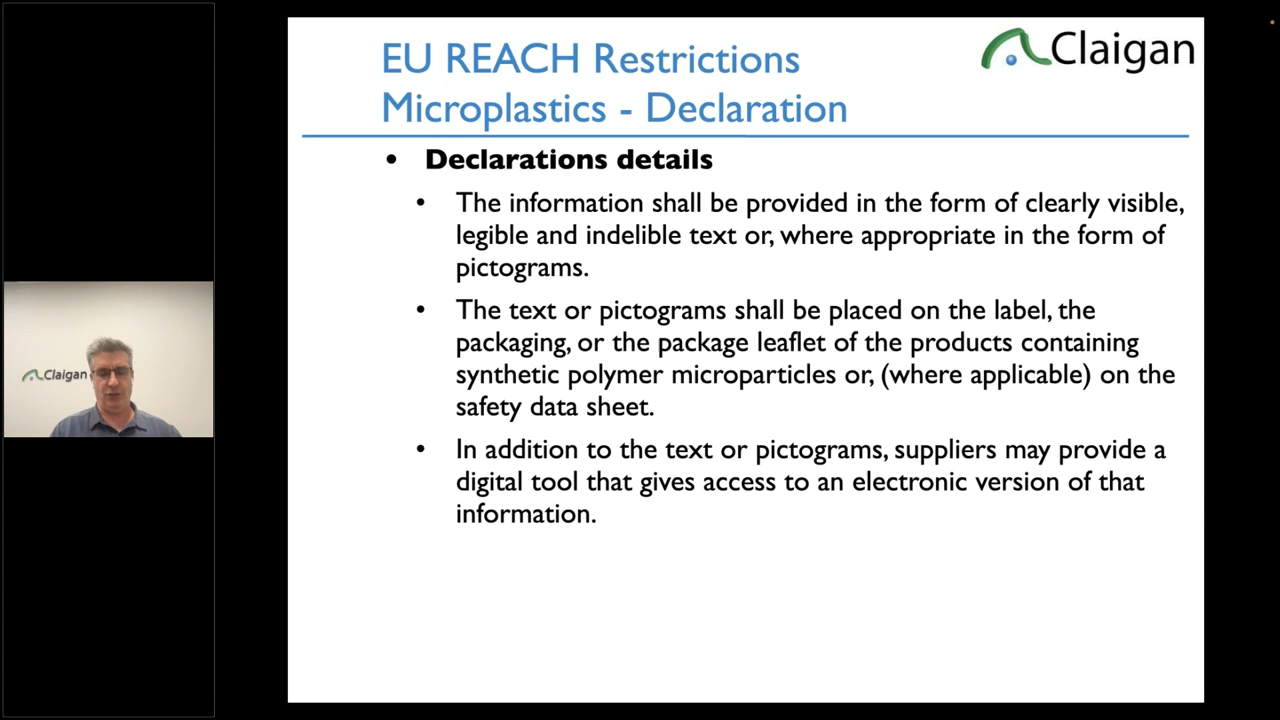 EU REACH Restrictions
Microplastics - Declaration
Claigan
• Declarations details
• The information shall be provided in the form of clearly visible,
legible and indelible text or, where appropriate in the form of
pictograms.
• The text or pictograms shall be placed on the label, the
packaging, or the package leaflet of the products containing
synthetic polymer microparticles or, (where applicable) on the
safety data sheet.
• In addition to the text or pictograms, suppliers may provide a
digital tool that gives access to an electronic version of that
information.
Claigan